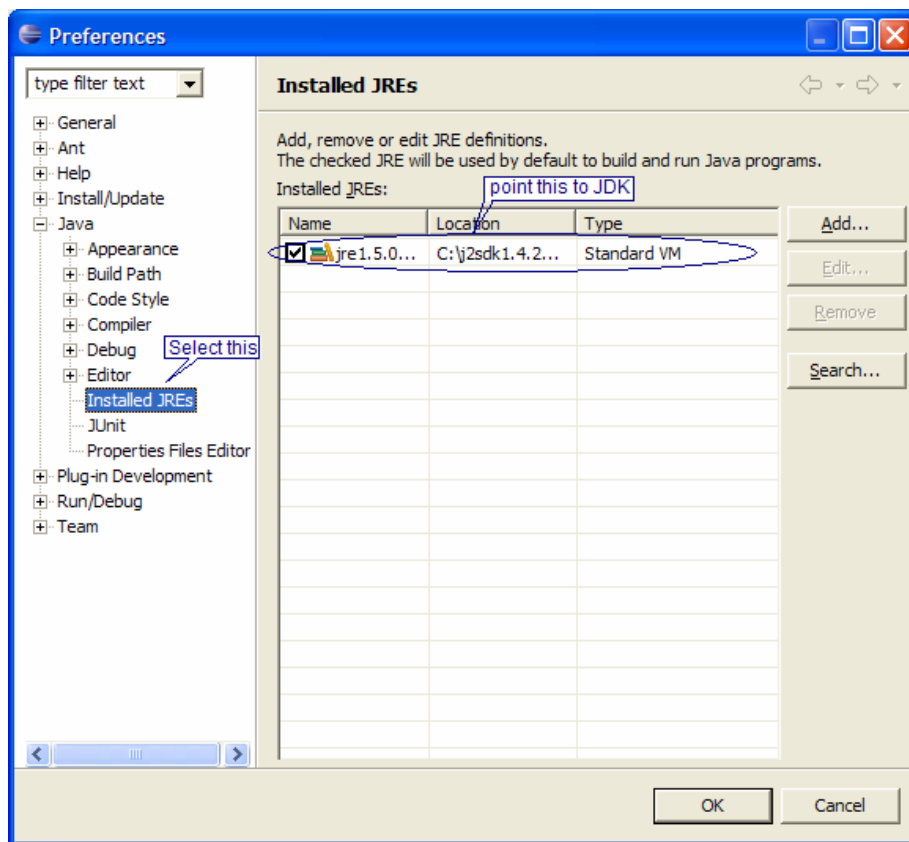 Preferences
type filter text
General
Ant
Help
Install/Update
Java
Appearance
Build Path
Code Style
Compiler
Debug
Select this
Editor
Installed JREs
JUnit
Properties Files Editor
Plug-in Development
Run/Debug
Team
Installed JREs
Add, remove or edit JRE definitions.
The checked JRE will be used by default to build and run Java programs.
Installed JREs:
point this to JDK
Name Location Type
jre1.5.0... C:\j2sdk1.4.2... Standard VM
Add...
Edit...
Remove
Search...
OK Cancel